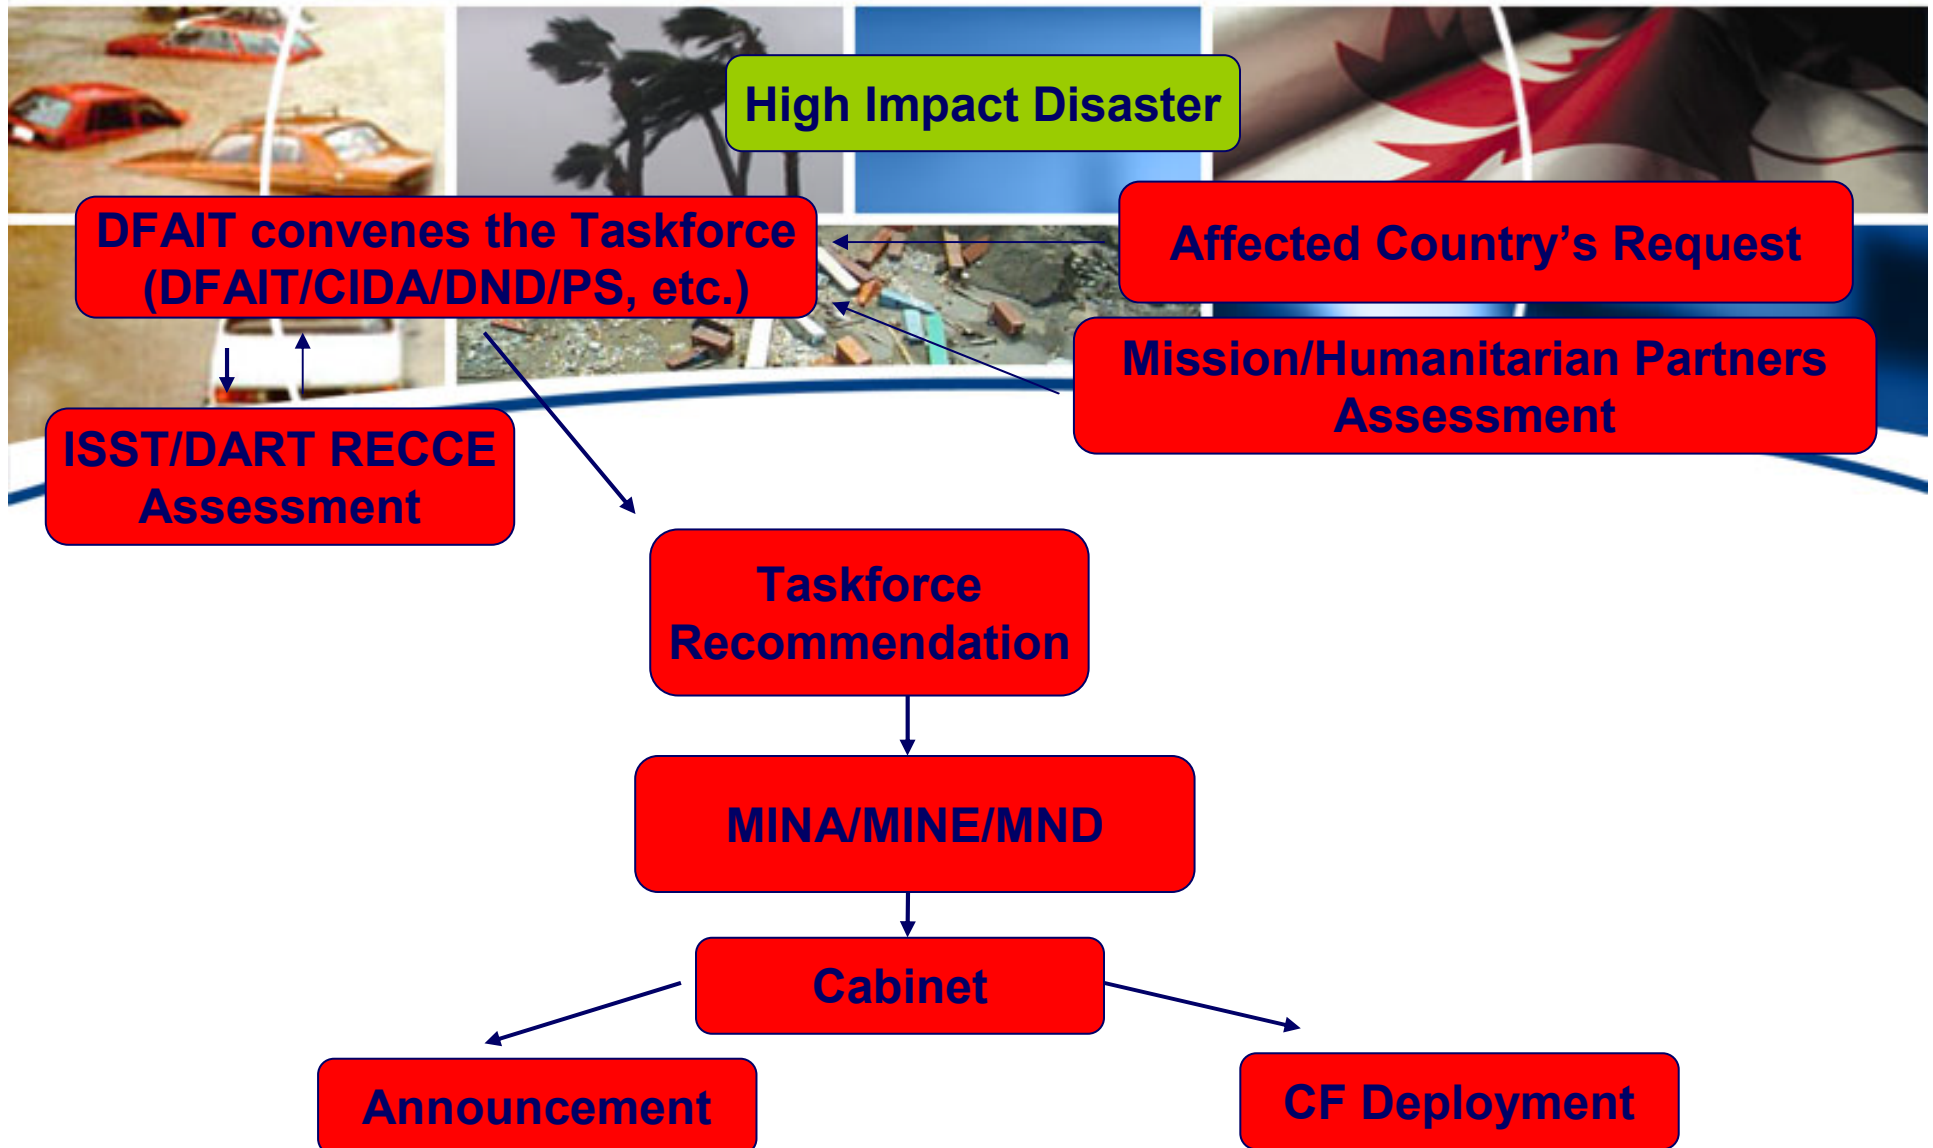 High Impact Disaster
DFAIT convenes the Taskforce
(DFAIT/CIDA/DND/PS, etc.)
Affected Country’s Request
Mission/Humanitarian Partners
Assessment
ISST/DART RECCE
Assessment
Taskforce
Recommendation
MINA/MINE/MND
Cabinet
Announcement
CF Deployment